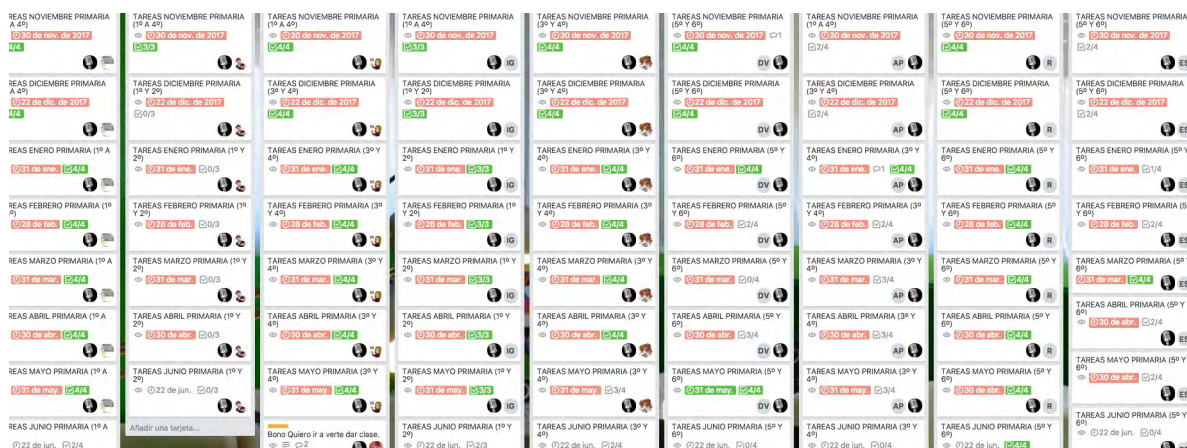 REAS NOVIEMBRE PRIMARIA
A 4º)
30 de nov. de 2017
4/4
REAS DICIEMBRE PRIMARIA
A 4º)
22 de dic. de 2017
4/4
REAS ENERO PRIMARIA (1º A
31 de ene. 4/4
REAS FEBRERO PRIMARIA (1º
28 de feb. 4/4
REAS MARZO PRIMARIA (1º A
31 de mar. 4/4
REAS ABRIL PRIMARIA (1º A
30 de abr. 4/4
REAS MAYO PRIMARIA (1º A
31 de may. 4/4
REAS JUNIO PRIMARIA (1º A
22 de jun. 2/4
TAREAS NOVIEMBRE PRIMARIA
(1º A 4º)
30 de nov. de 2017
3/3
TAREAS DICIEMBRE PRIMARIA
(1º Y 2º)
22 de dic. de 2017
0/3
TAREAS ENERO PRIMARIA (1º Y
2º)
31 de ene. 0/3
TAREAS FEBRERO PRIMARIA (1º
Y 2º)
28 de feb. 0/3
TAREAS MARZO PRIMARIA (1º Y
2º)
31 de mar. 0/3
TAREAS ABRIL PRIMARIA (1º Y
2º)
30 de abr. 0/3
TAREAS JUNIO PRIMARIA (1º Y
2º)
22 de jun. 0/3
Añadir una tarjeta...
TAREAS NOVIEMBRE PRIMARIA
(1º A 4º)
30 de nov. de 2017
4/4
TAREAS DICIEMBRE PRIMARIA
(3º Y 4º)
22 de dic. de 2017
4/4
TAREAS ENERO PRIMARIA (3º Y
4º)
31 de ene. 4/4
TAREAS FEBRERO PRIMARIA (3º
Y 4º)
28 de feb. 4/4
TAREAS MARZO PRIMARIA (3º Y
4º)
31 de mar. 4/4
TAREAS ABRIL PRIMARIA (3º Y
4º)
30 de abr. 4/4
TAREAS MAYO PRIMARIA (3º Y
4º)
31 de may. 4/4
Bono Quiero ir a verte dar clase.
2
TAREAS NOVIEMBRE PRIMARIA
(1º A 4º)
30 de nov. de 2017
3/3
IG
TAREAS DICIEMBRE PRIMARIA
(1º Y 2º)
22 de dic. de 2017
3/3
IG
TAREAS ENERO PRIMARIA (1º Y
2º)
31 de ene. 3/3
IG
TAREAS FEBRERO PRIMARIA (1º
Y 2º)
28 de feb. 3/3
IG
TAREAS MARZO PRIMARIA (1º Y
2º)
31 de mar. 3/3
IG
TAREAS ABRIL PRIMARIA (1º Y
2º)
30 de abr. 3/3
IG
TAREAS MAYO PRIMARIA (1º Y
2º)
31 de may. 3/3
IG
TAREAS JUNIO PRIMARIA (1º Y
2º)
22 de jun. 2/3
TAREAS NOVIEMBRE PRIMARIA
(3º Y 4º)
30 de nov. de 2017
4/4
TAREAS DICIEMBRE PRIMARIA
(3º Y 4º)
22 de dic. de 2017
4/4
TAREAS ENERO PRIMARIA (3º Y
4º)
31 de ene. 4/4
TAREAS FEBRERO PRIMARIA (3º
Y 4º)
28 de feb. 4/4
TAREAS MARZO PRIMARIA (3º Y
4º)
31 de mar. 4/4
TAREAS ABRIL PRIMARIA (3º Y
4º)
30 de abr. 4/4
TAREAS MAYO PRIMARIA (3º Y
4º)
31 de may. 3/4
TAREAS JUNIO PRIMARIA (3º Y
4º)
22 de jun. 2/4
TAREAS NOVIEMBRE PRIMARIA
(5º Y 6º)
30 de nov. de 2017 1
4/4
DV
TAREAS DICIEMBRE PRIMARIA
(5º Y 6º)
22 de dic. de 2017
4/4
DV
TAREAS ENERO PRIMARIA (5º Y
6º)
31 de ene. 4/4
DV
TAREAS FEBRERO PRIMARIA (5º
Y 6º)
28 de feb. 2/4
DV
TAREAS MARZO PRIMARIA (5º Y
6º)
31 de mar. 0/4
DV
TAREAS ABRIL PRIMARIA (5º Y
6º)
30 de abr. 3/4
DV
TAREAS MAYO PRIMARIA (5º Y
6º)
31 de may. 4/4
DV
TAREAS JUNIO PRIMARIA (5º Y
6º)
22 de jun. 0/4
TAREAS NOVIEMBRE PRIMARIA
(1º A 4º)
30 de nov. de 2017
2/4
AP
TAREAS DICIEMBRE PRIMARIA
(3º Y 4º)
22 de dic. de 2017
2/4
AP
TAREAS ENERO PRIMARIA (3º Y
4º)
31 de ene. 1 4/4
AP
TAREAS FEBRERO PRIMARIA (3º
Y 4º)
28 de feb. 2/4
AP
TAREAS MARZO PRIMARIA (3º Y
4º)
31 de mar. 3/4
AP
TAREAS ABRIL PRIMARIA (3º Y
4º)
30 de abr. 3/4
AP
TAREAS MAYO PRIMARIA (3º Y
4º)
31 de may. 3/4
AP
TAREAS JUNIO PRIMARIA (3º Y
4º)
22 de jun. 0/4
TAREAS NOVIEMBRE PRIMARIA
(5º Y 6º)
30 de nov. de 2017
4/4
R
TAREAS DICIEMBRE PRIMARIA
(5º Y 6º)
22 de dic. de 2017
4/4
R
TAREAS ENERO PRIMARIA (5º Y
6º)
31 de ene. 4/4
R
TAREAS FEBRERO PRIMARIA (5º
Y 6º)
28 de feb. 4/4
R
TAREAS MARZO PRIMARIA (5º Y
6º)
31 de mar. 4/4
R
TAREAS ABRIL PRIMARIA (5º Y
6º)
30 de abr. 4/4
R
TAREAS MAYO PRIMARIA (5º Y
6º)
30 de abr. 4/4
R
TAREAS JUNIO PRIMARIA (5º Y
6º)
22 de jun. 4/4
TAREAS NOVIEMBRE PRIMARIA
(5º Y 6º)
30 de nov. de 2017
2/4
ES
TAREAS DICIEMBRE PRIMARIA
(5º Y 6º)
22 de dic. de 2017
2/4
ES
TAREAS ENERO PRIMARIA (5º Y
6º)
31 de ene. 1/4
ES
TAREAS FEBRERO PRIMARIA (5
Y 6º)
28 de feb. 2/4
ES
TAREAS MARZO PRIMARIA (5º
6º)
31 de mar. 4/4
ES
TAREAS ABRIL PRIMARIA (5º Y
6º)
30 de abr. 2/4
ES
TAREAS MAYO PRIMARIA (5º Y
6º)
30 de abr. 2/4
ES
TAREAS JUNIO PRIMARIA (5º Y
6º)
22 de jun. 0/4